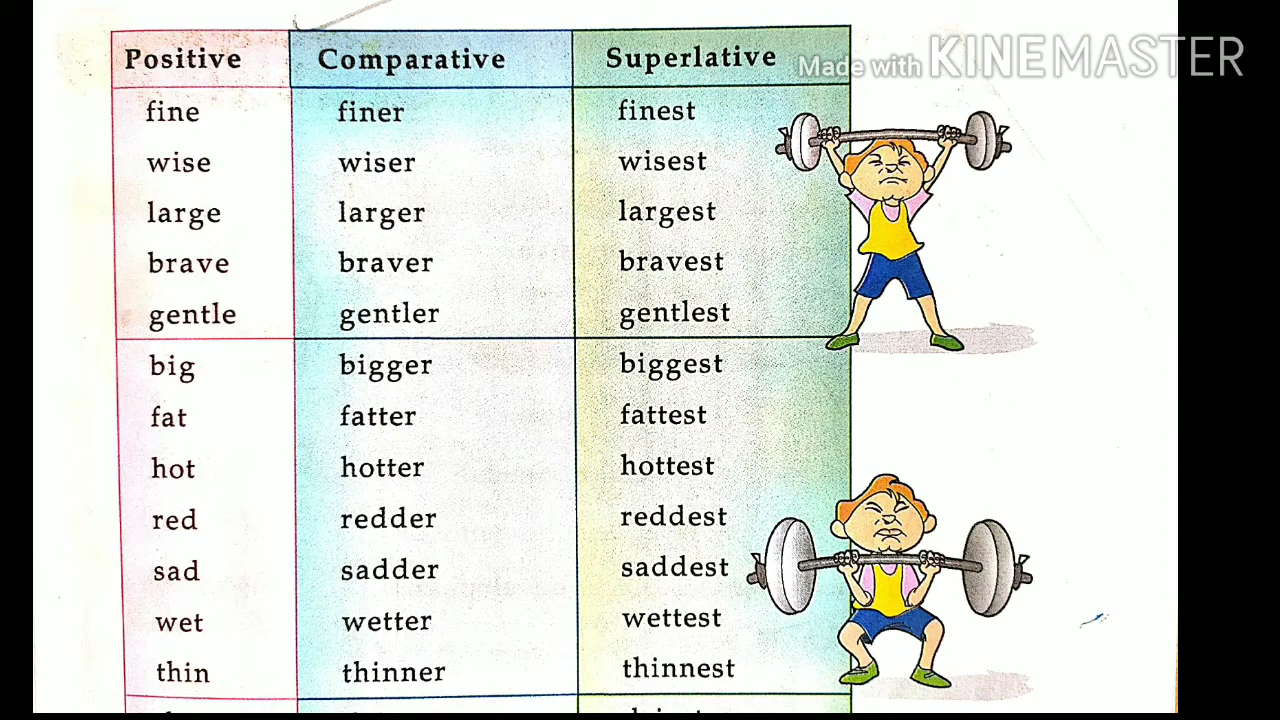 Made with KINEMASTER
Positive Comparative Superlative
fine finer finest
wise wiser wisest
large larger largest
brave braver bravest
gentle gentler gentlest
big bigger biggest
fat fatter fattest
hot hotter hottest
red redder reddest
sad sadder saddest
wet wetter wettest
thin thinner thinnest